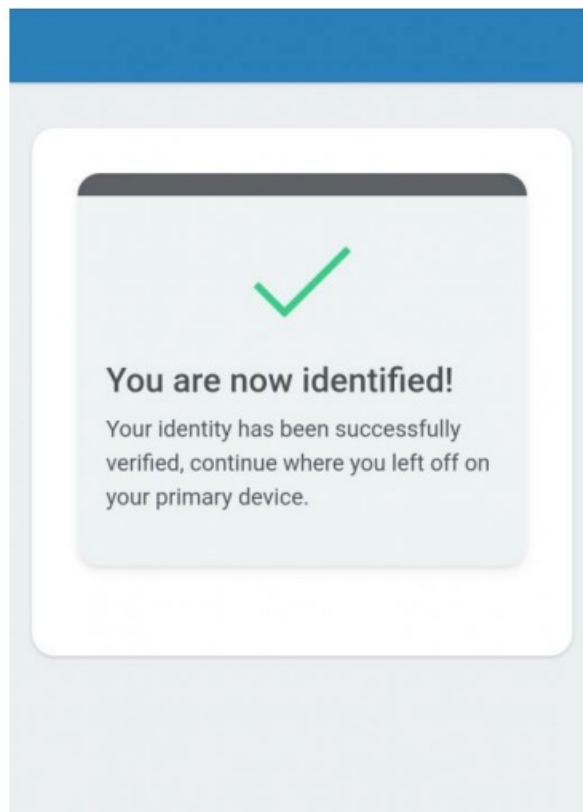 You are now identified!
Your identity has been successfully
verified, continue where you left off on
your primary device.